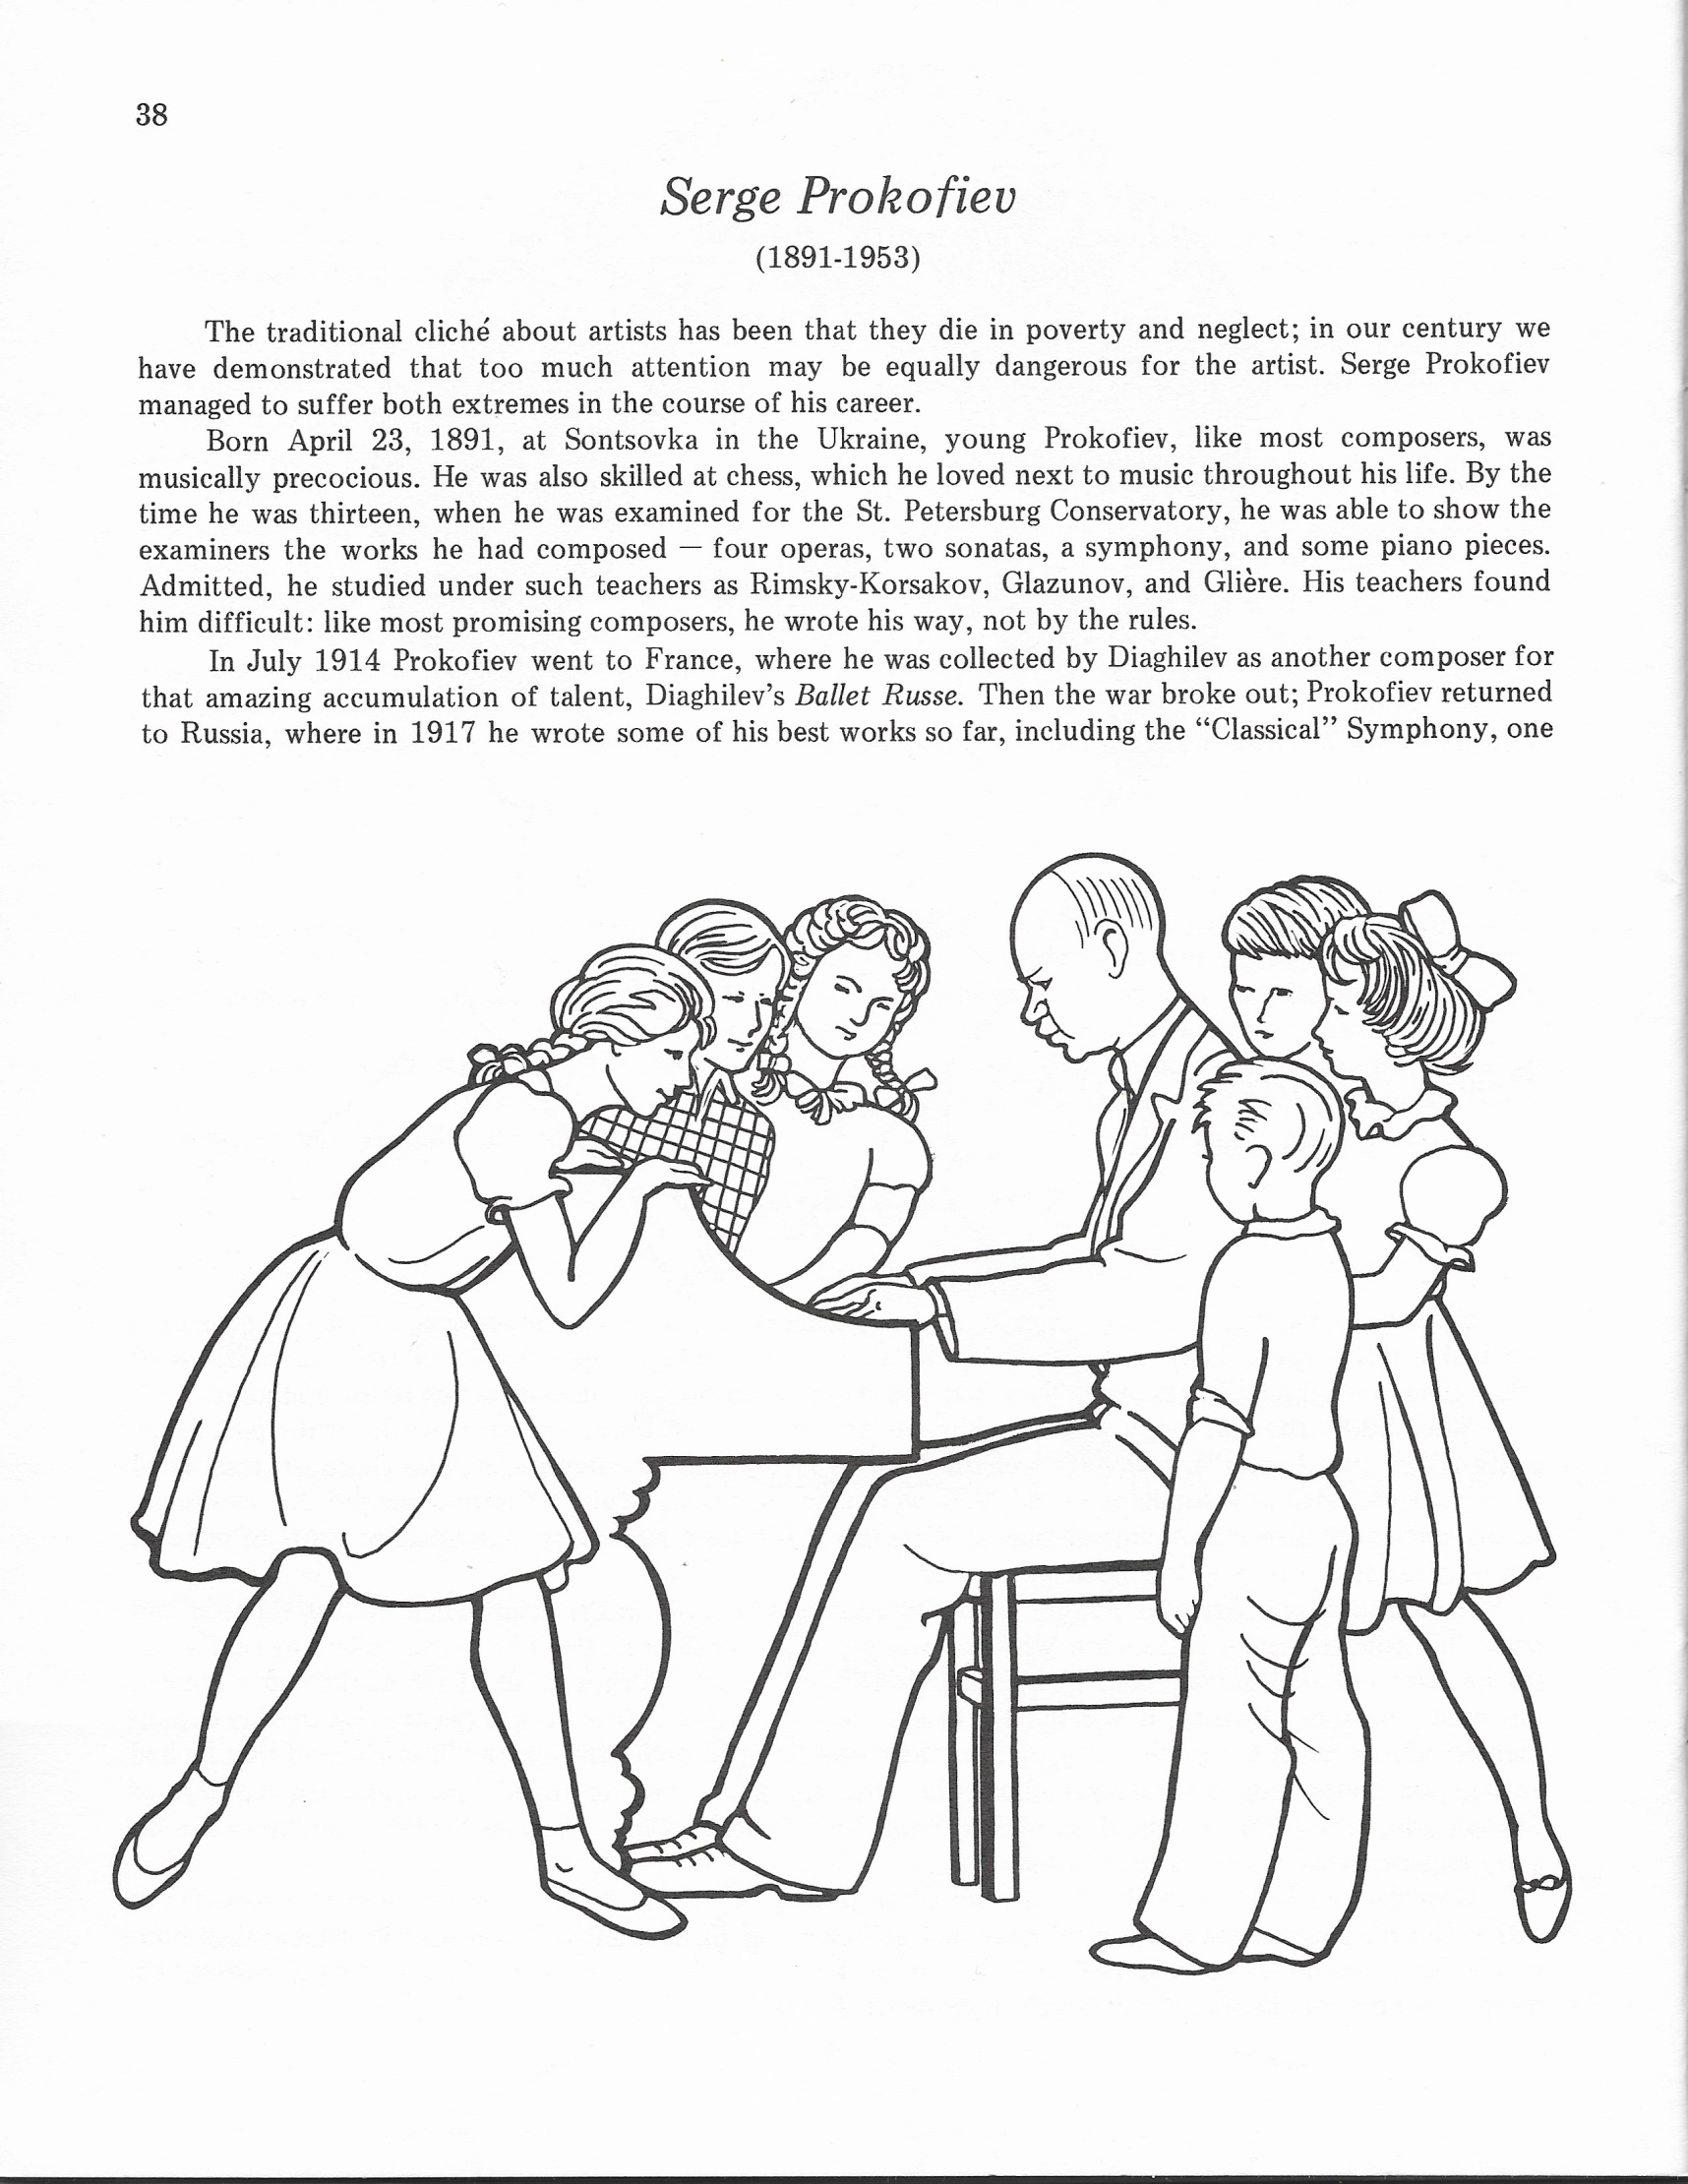 38
Serge Prokofiev
(1891-1953)
The traditional cliché about artists has been that they die in poverty and neglect; in our century we
have demonstrated that too much attention may be equally dangerous for the artist. Serge Prokofiev
managed to suffer both extremes in the course of his career.
Born April 23, 1891, at Sontsovka in the Ukraine, young Prokofiev, like most composers, was
musically precocious. He was also skilled at chess, which he loved next to music throughout his life. By the
time he was thirteen, when he was examined for the St. Petersburg Conservatory, he was able to show the
examiners the works he had composed — four operas, two sonatas, a symphony, and some piano pieces.
Admitted, he studied under such teachers as Rimsky-Korsakov, Glazunov, and Glière. His teachers found
him difficult: like most promising composers, he wrote his way, not by the rules.
In July 1914 Prokofiev went to France, where he was collected by Diaghilev as another composer for
that amazing accumulation of talent, Diaghilev’s Ballet Russe. Then the war broke out; Prokofiev returned
to Russia, where in 1917 he wrote some of his best works so far, including the “Classical” Symphony, one